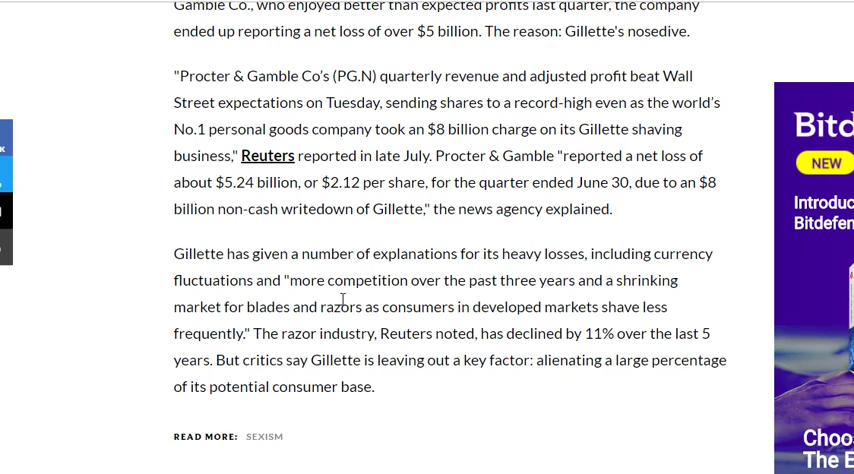 Gamble Co., who enjoyed better than expected profits last quarter, the company
ended up reporting a net loss of over $5 billion. The reason: Gillette's nosedive.
"Procter & Gamble Co’s (PG.N) quarterly revenue and adjusted profit beat Wall
Street expectations on Tuesday, sending shares to a record-high even as the world’s
No.1 personal goods company took an $8 billion charge on its Gillette shaving
business," Reuters reported in late July. Procter & Gamble "reported a net loss of
about $5.24 billion, or $2.12 per share, for the quarter ended June 30, due to an $8
billion non-cash writedown of Gillette," the news agency explained.
Gillette has given a number of explanations for its heavy losses, including currency
fluctuations and "more competition over the past three years and a shrinking
market for blades and razors as consumers in developed markets shave less
frequently." The razor industry, Reuters noted, has declined by 11% over the last 5
years. But critics say Gillette is leaving out a key factor: alienating a large percentage
of its potential consumer base.
READ MORE: SEXISM
K
Bitd
NEW
Introduc
Bitdefen
Choo
The E